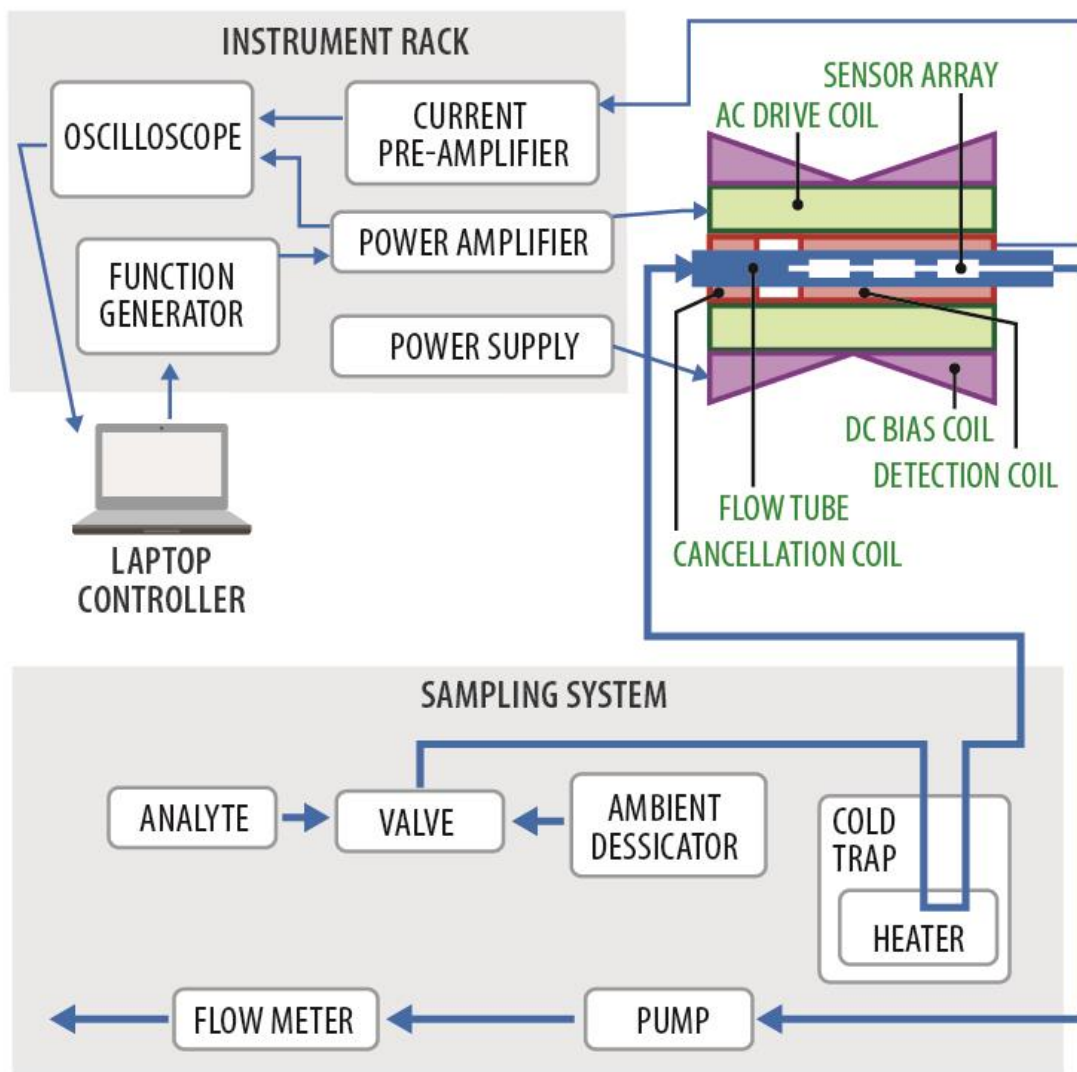 INSTRUMENT RACK
OSCILLOSCOPE
CURRENT
PRE-AMPLIFIER
POWER AMPLIFIER
FUNCTION
GENERATOR
POWER SUPPLY
LAPTOP
CONTROLLER
SENSOR ARRAY
AC DRIVE COIL
DC BIAS COIL
DETECTION COIL
FLOW TUBE
CANCELLATION COIL
SAMPLING SYSTEM
ANALYTE
VALVE
AMBIENT
DESSICATOR
COLD
TRAP
HEATER
FLOW METER
PUMP